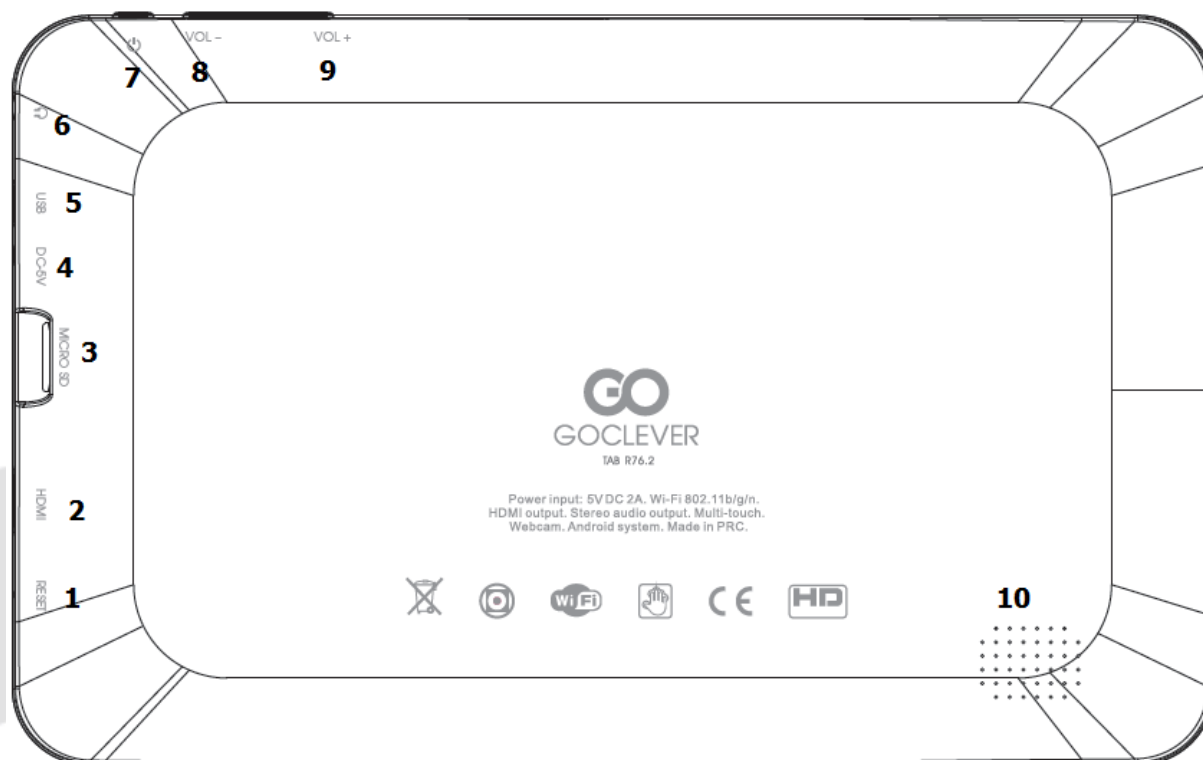 VOL – VOL +
7 8 9
6
USB 5
DC-5V 4
MICRO SD 3
GO
GOCLEVER
TAB R76.2
HDMI 2
Power input: 5V DC 2A. Wi-Fi 802.11b/g/n.
HDMI output. Stereo audio output. Multi-touch.
Webcam. Android system. Made in PRC.
RESET 1
Wi Fi
CE
HD
10